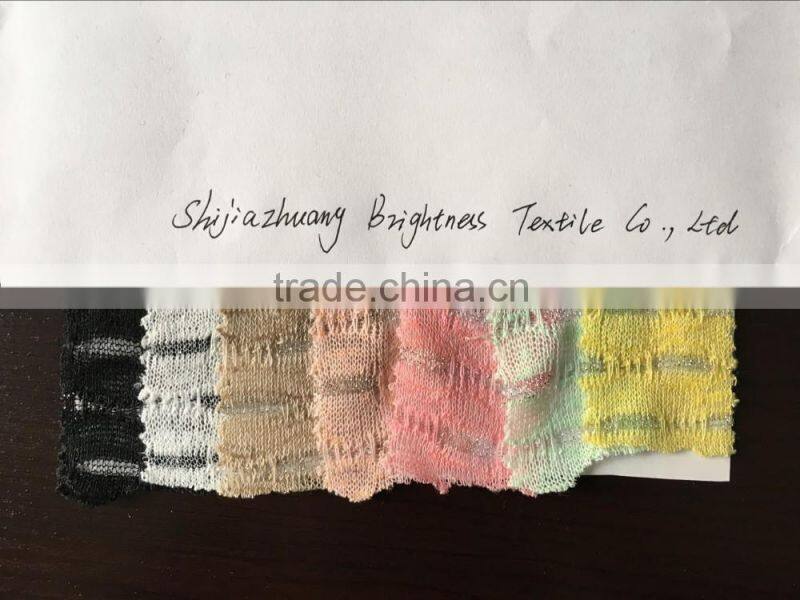 Shijiazhuang Brightness Textile Co., Ltd
trade.china.cn